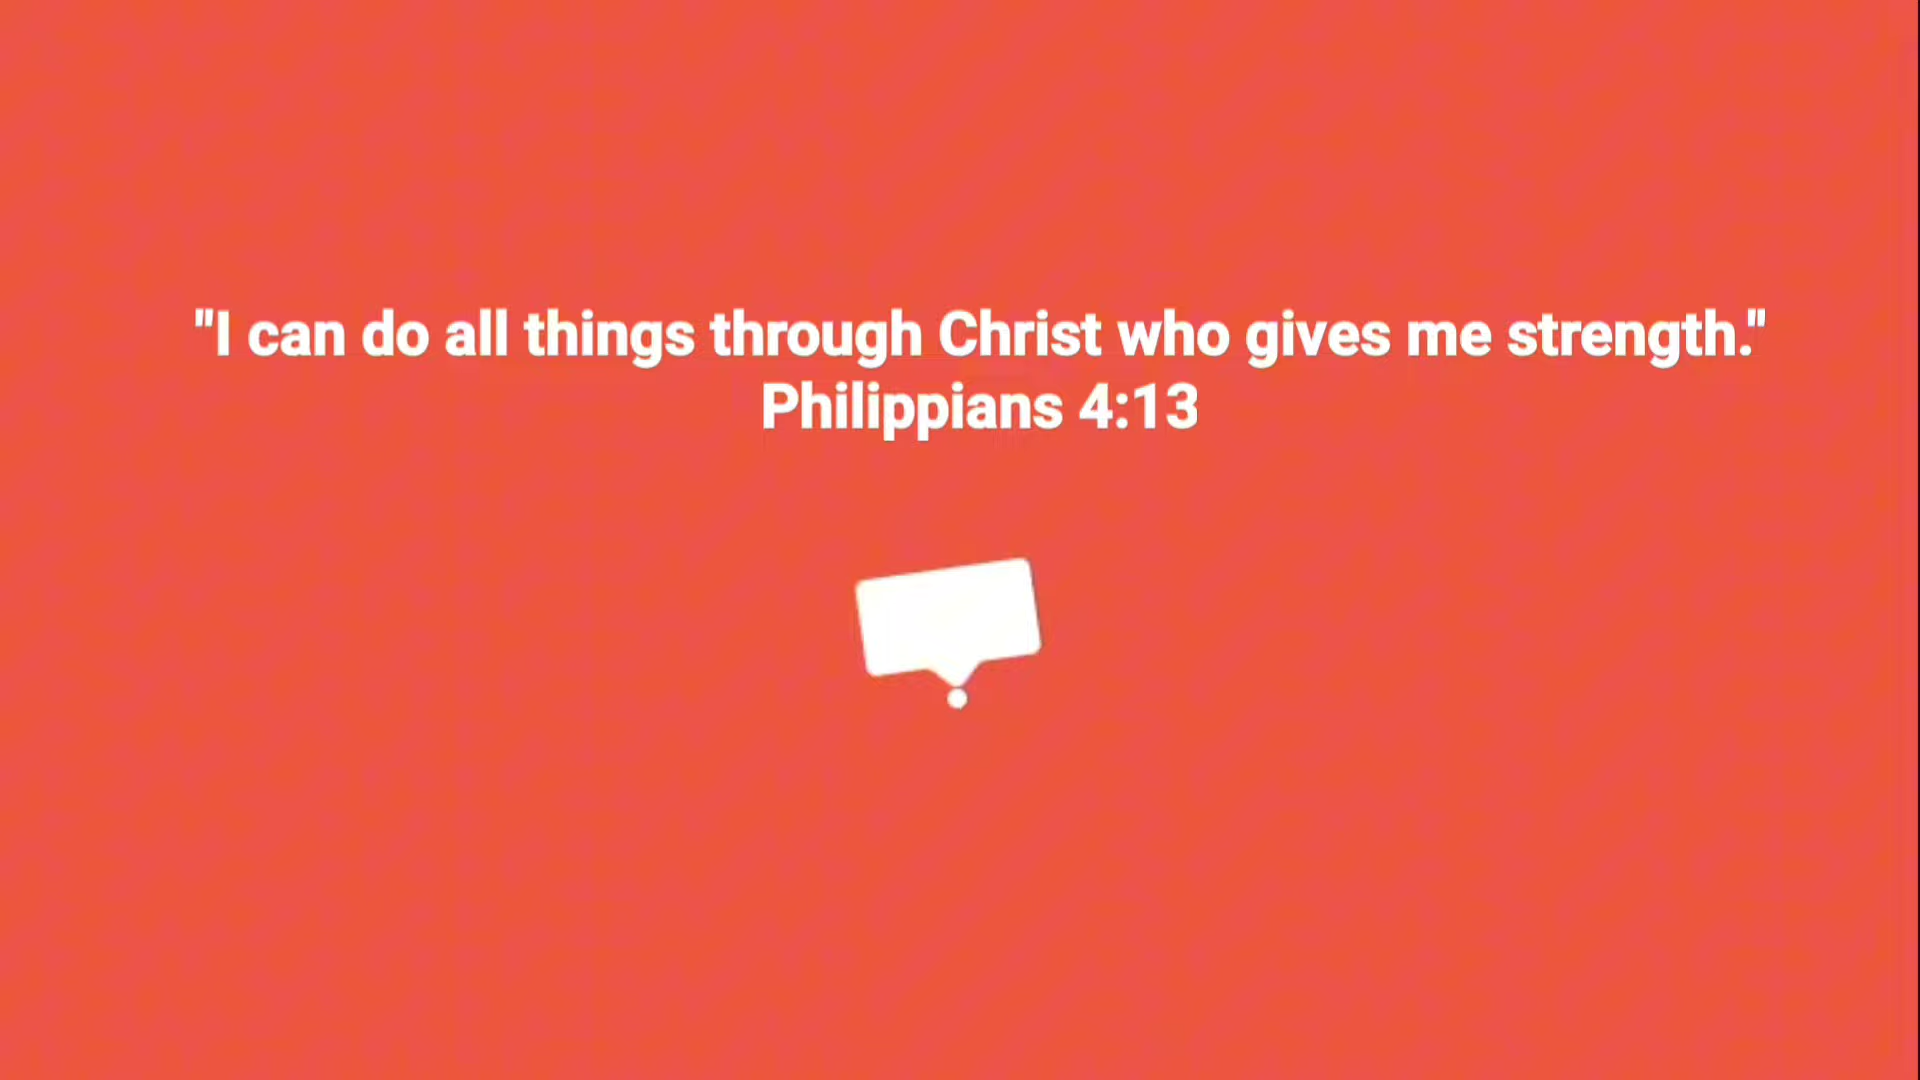 "I can do all things through Christ who gives me strength."
Philippians 4:13